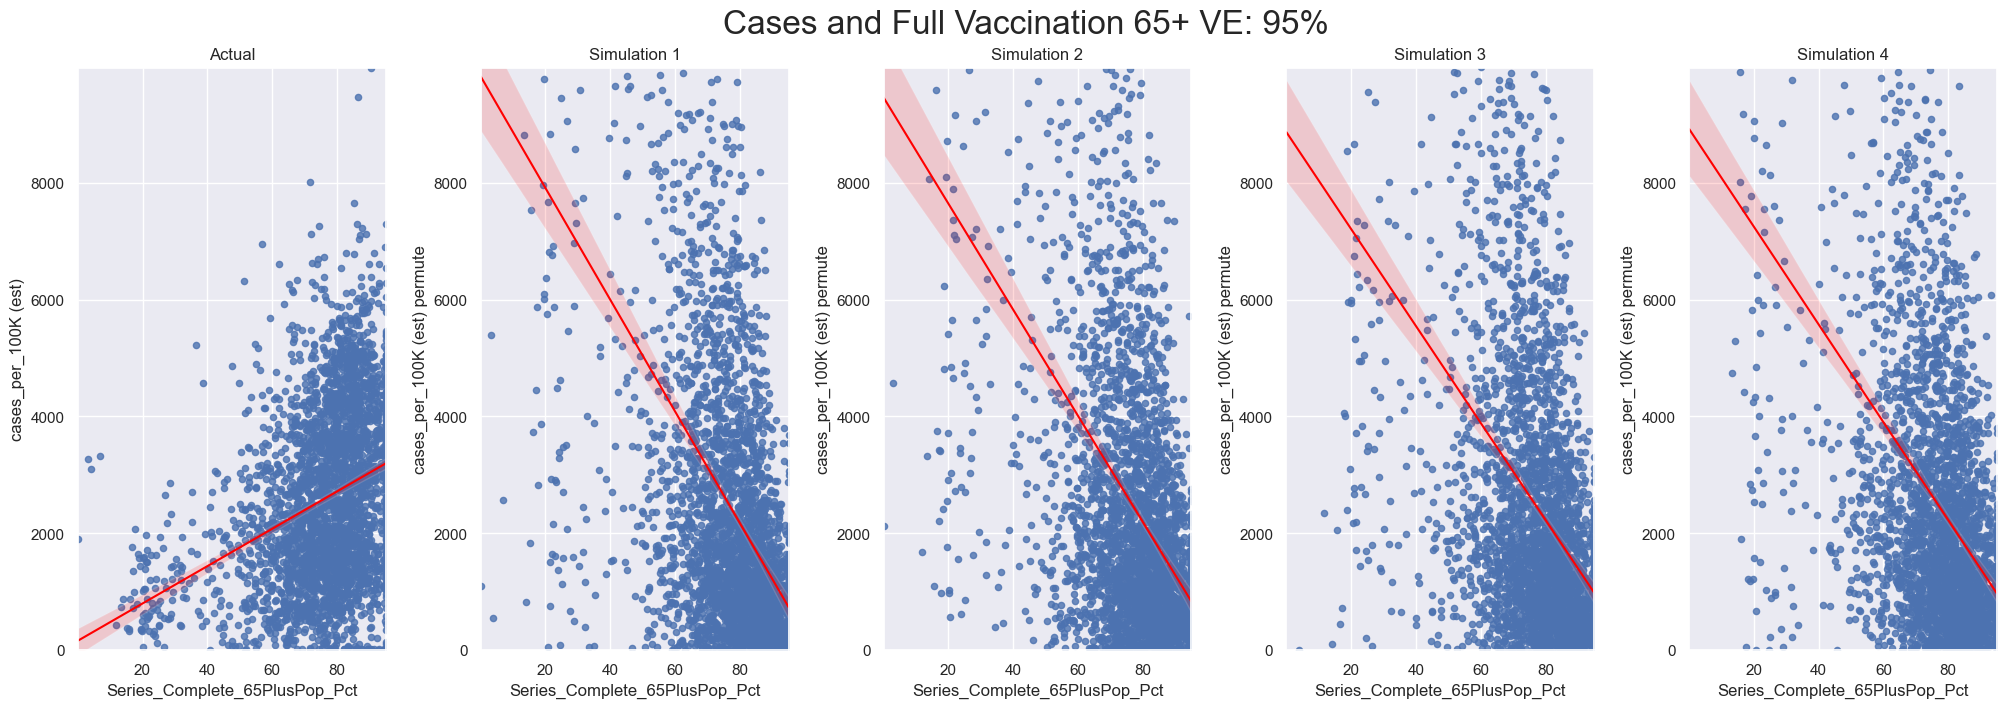 Cases and Full Vaccination 65+ VE: 95%
Actual
Simulation 1
Simulation 2
Simulation 3
Simulation 4
cases_per_100K (est)
8000
6000
4000
2000
0
20 40 60 80
Series_Complete_65PlusPop_Pct
cases_per_100K (est) permute
8000
6000
4000
2000
0
20 40 60 80
Series_Complete_65PlusPop_Pct
cases_per_100K (est) permute
8000
6000
4000
2000
0
20 40 60 80
Series_Complete_65PlusPop_Pct
cases_per_100K (est) permute
8000
6000
4000
2000
0
20 40 60 80
Series_Complete_65PlusPop_Pct
cases_per_100K (est) permute
8000
6000
4000
2000
0
20 40 60 80
Series_Complete_65PlusPop_Pct